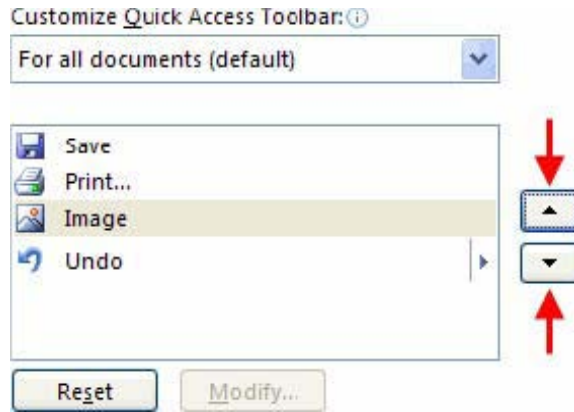 Customize Quick Access Toolbar:
For all documents (default)
Save
Print...
Image
Undo
Reset
Modify...